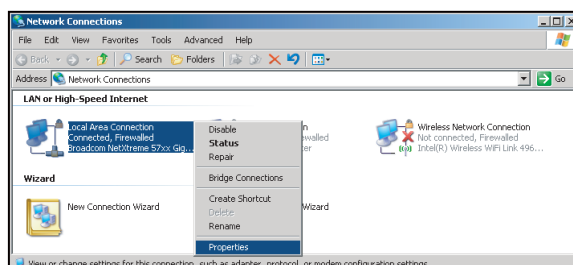 Network Connections
File Edit View Favorites Tools Advanced Help
Back Search Folders
Address Network Connections Go
LAN or High-Speed Internet
Local Area Connection
Connected, Firewalled
Broadcom NetXtreme 57xx Gig...
Disable
Status
Repair
Bridge Connections
Create Shortcut
Delete
Rename
Properties
Wireless Network Connection
Not connected, Firewalled
Intel(R) Wireless WiFi Link 496...
Wizard
New Connection Wizard
Wizard
View or change settings for this connection, such as adapter, protocol, or modem configuration settings.